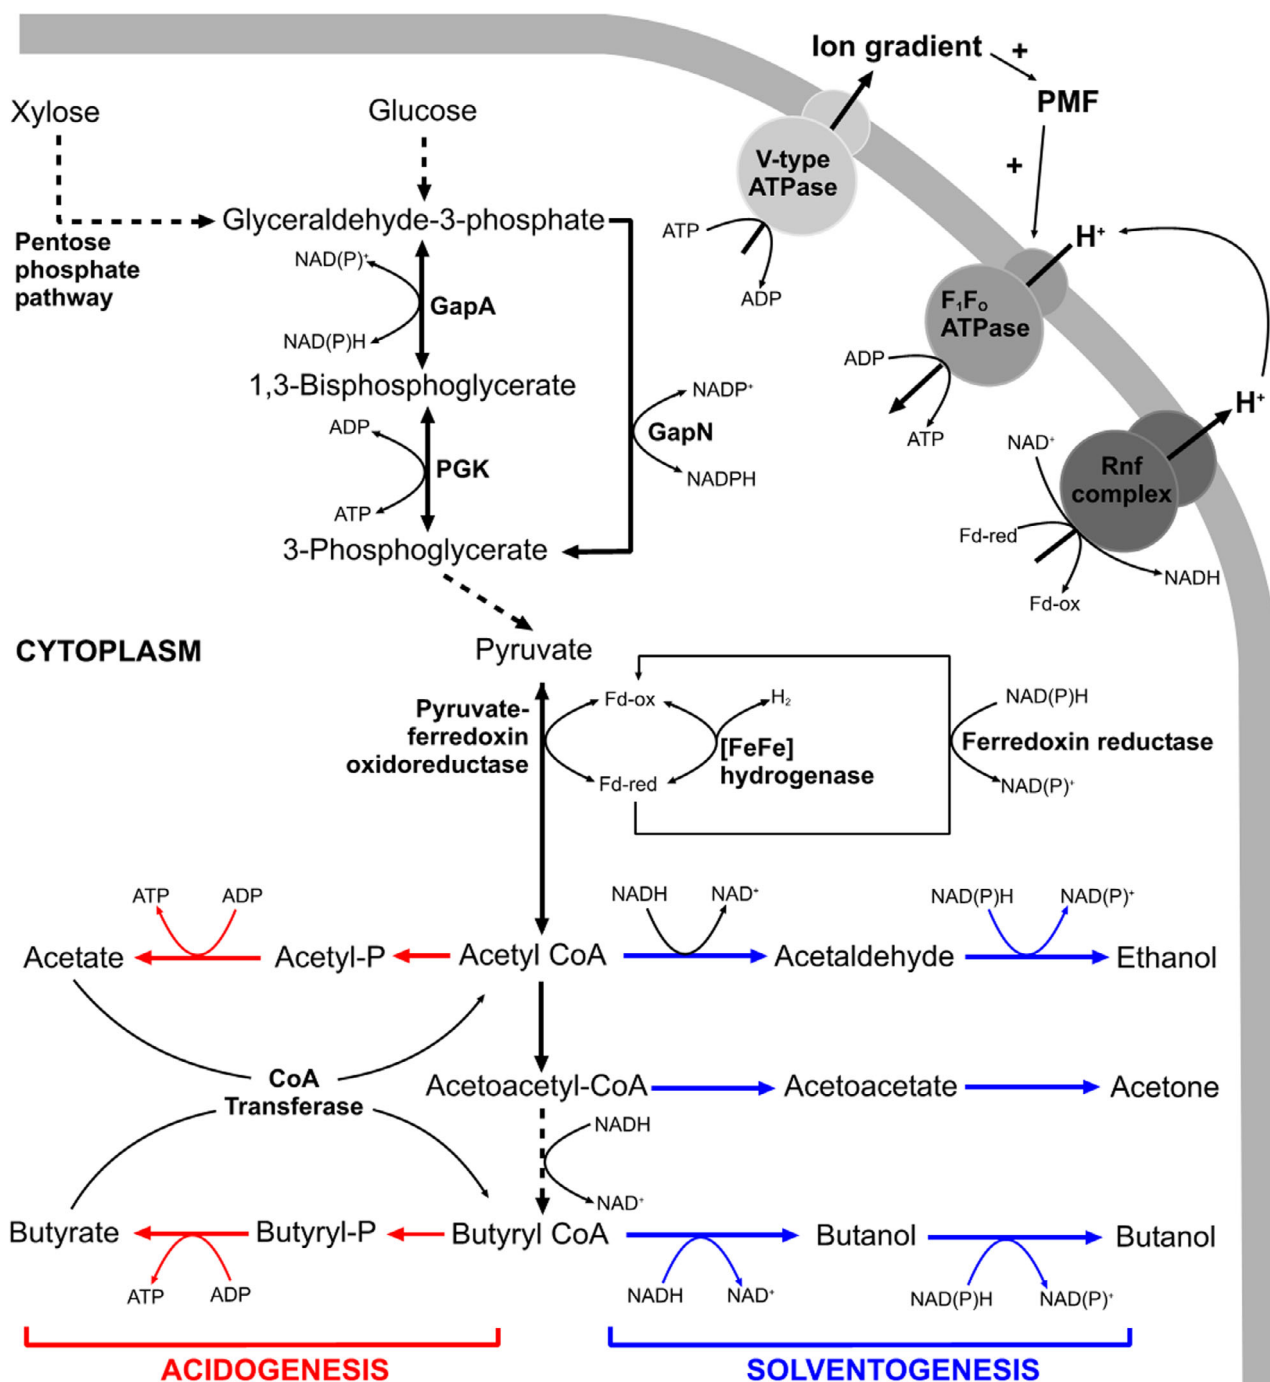 Ion gradient
+
PMF
+
Xylose
Glucose
V-type
ATPase
ATP
ADP
Glyceraldehyde-3-phosphate
Pentose
phosphate
pathway
NAD(P)⁺
GapA
NAD(P)H
H⁺
F₁F₀
ATPase
ADP
ATP
H⁺
1,3-Bisphosphoglycerate
ADP
PGK
ATP
NADP⁺
GapN
NADPH
NAD⁺
Rnf
complex
Fd-red
NADH
Fd-ox
3-Phosphoglycerate
CYTOPLASM
Pyruvate
Pyruvate-
ferredoxin
oxidoreductase
Fd-ox
H₂
[FeFe]
hydrogenase
Fd-red
NAD(P)H
Ferredoxin reductase
NAD(P)⁺
ATP
ADP
NADH
NAD⁺
NAD(P)H
NAD(P)⁺
Acetate
Acetyl-P
Acetyl CoA
Acetaldehyde
Ethanol
CoA
Transferase
Acetoacetyl-CoA
Acetoacetate
Acetone
NADH
NAD⁺
Butyrate
Butyryl-P
Butyryl CoA
Butanol
Butanol
ATP
ADP
NADH
NAD⁺
NAD(P)H
NAD(P)⁺
ACIDOGENESIS
SOLVENTOGENESIS